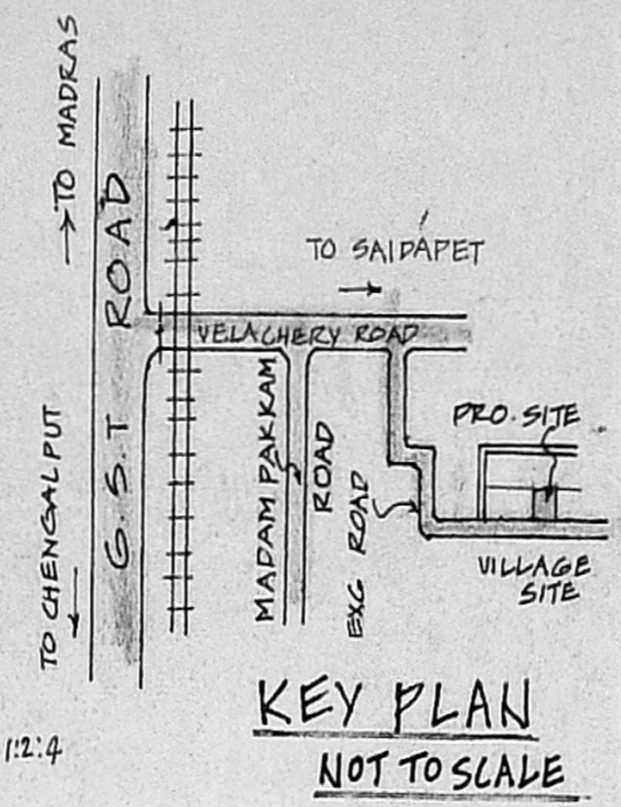 → TO MADRAS
G.S.T ROAD
TO CHENGALPUT
TO SAIDAPET
→
VELACHERY ROAD
MADAM PAKKAM
ROAD
EXG ROAD
PRO. SITE
VILLAGE
SITE
KEY PLAN
NOT TO SCALE
1:2:4